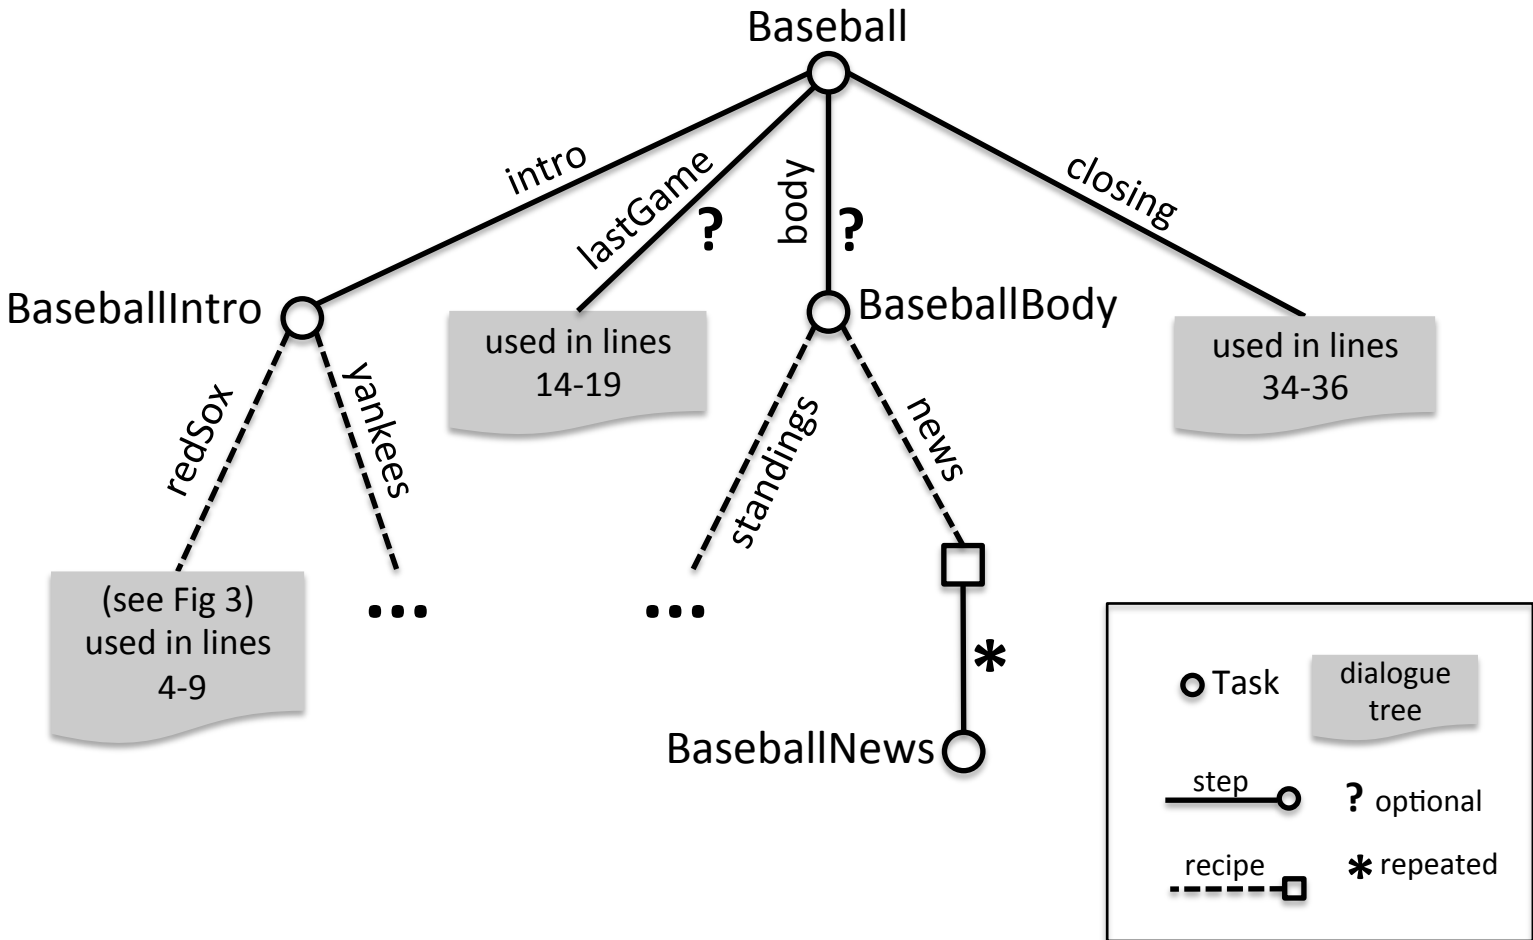 Baseball
intro
lastGame
?
body
?
closing
BaseballIntro
used in lines
14-19
BaseballBody
used in lines
34-36
redSox
yankees
standings
news
(see Fig 3)
used in lines
4-9
...
...
*
BaseballNews
Task
dialogue
tree
step
? optional
recipe
* repeated